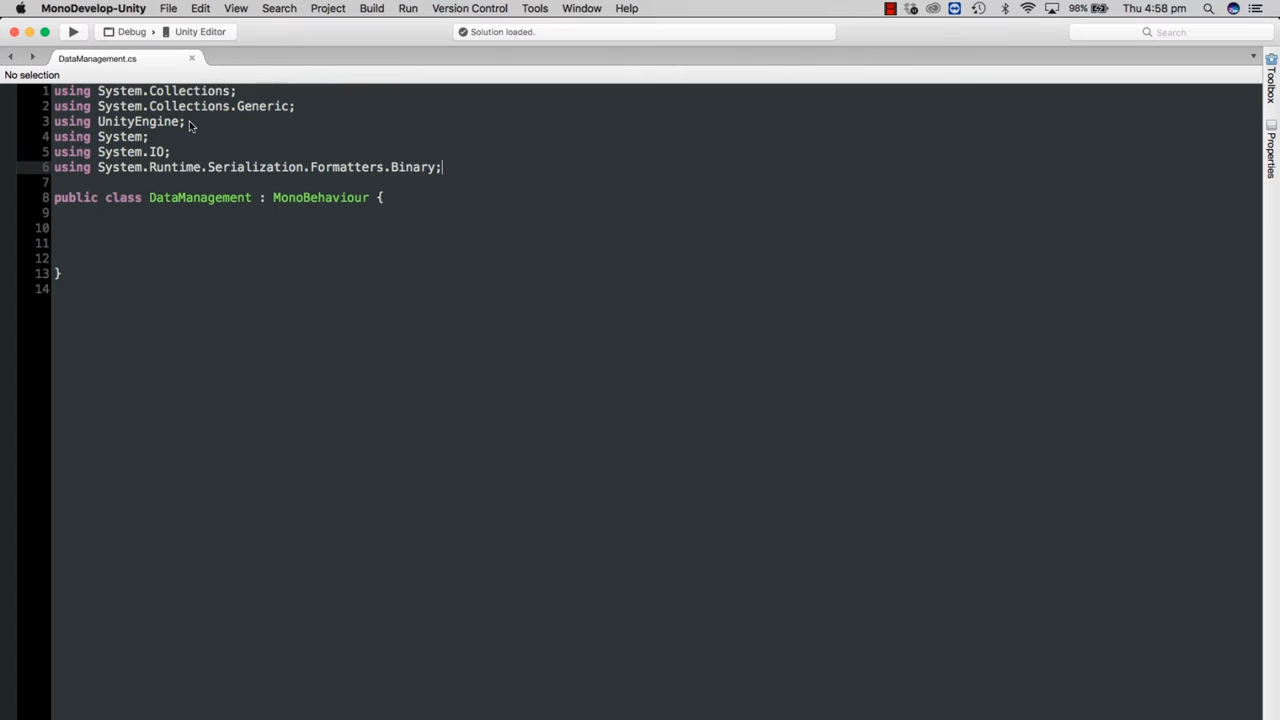 MonoDevelop-Unity File Edit View Search Project Build Run Version Control Tools Window Help 98% Thu 4:58 pm
Debug › Unity Editor Solution loaded. Search
DataManagement.cs
No selection
Toolbox
Properties
1 using System.Collections;
2 using System.Collections.Generic;
3 using UnityEngine;
4 using System;
5 using System.IO;
6 using System.Runtime.Serialization.Formatters.Binary;
7
8 public class DataManagement : MonoBehaviour {
9
10
11
12
13 }
14